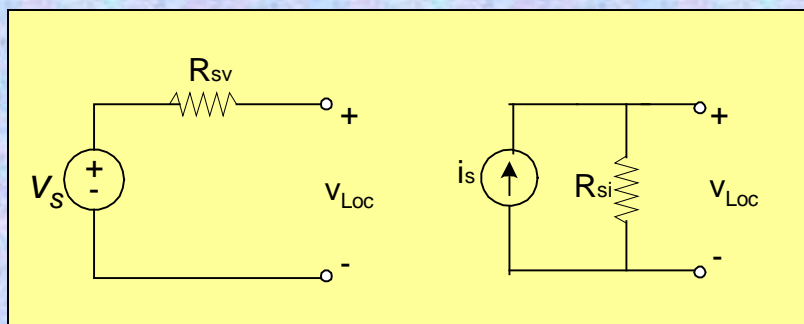 Rsv
+
+
-
Vs
vLoc
-
+
is
Rsi
vLoc
-